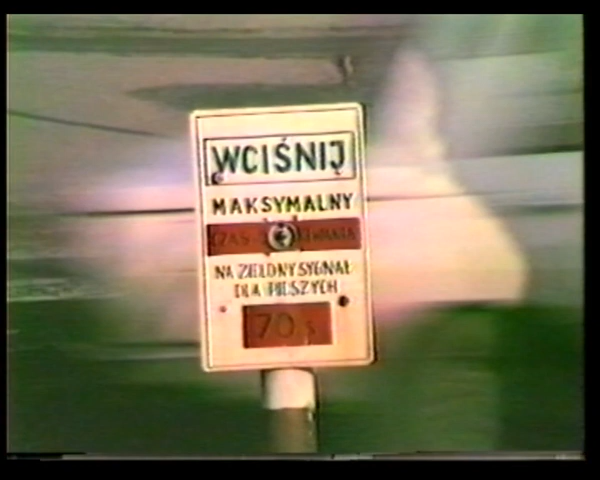 WCIŚNIJ
MAKSYMALNY
CZAS
NA ZIELONY SYGNAŁ
DLA PIESZYCH
70 s